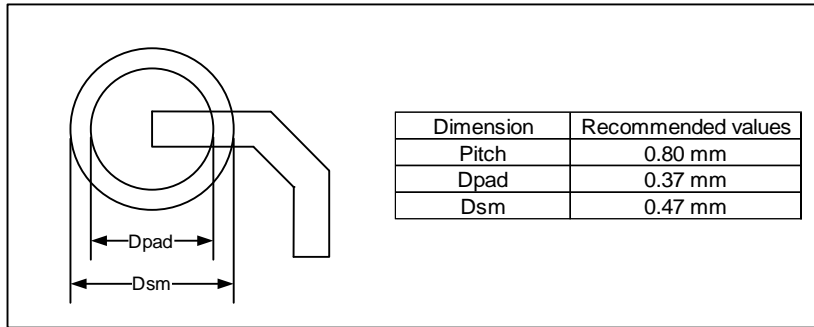 Dpad
Dsm
Dimension Recommended values
Pitch 0.80 mm
Dpad 0.37 mm
Dsm 0.47 mm